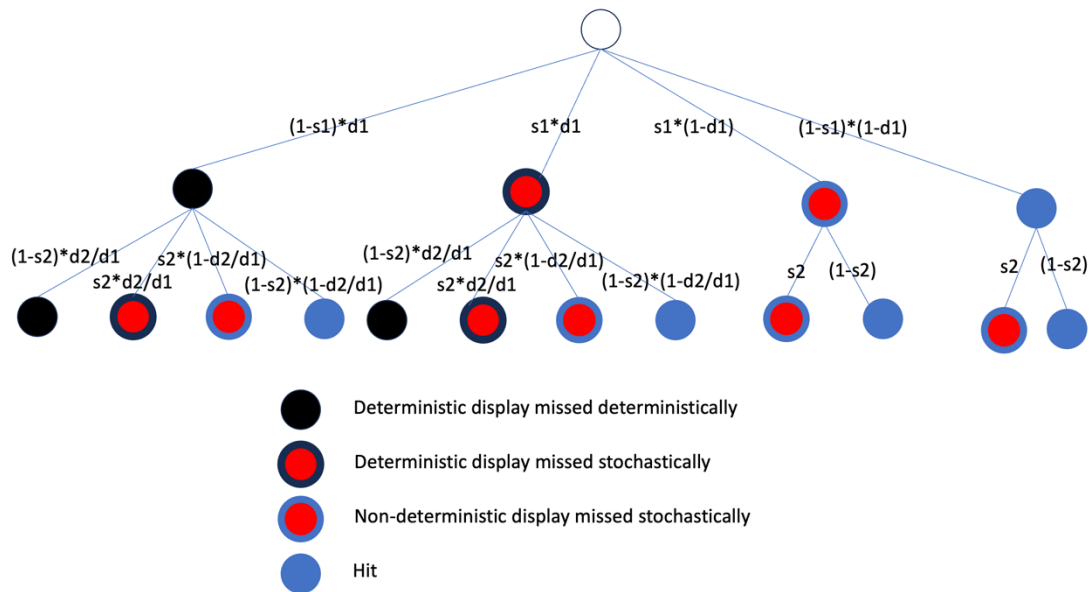 (1-s1)*d1
s1*d1
s1*(1-d1)
(1-s1)*(1-d1)
(1-s2)*d2/d1
s2*d2/d1
s2*(1-d2/d1)
(1-s2)*(1-d2/d1)
(1-s2)*d2/d1
s2*d2/d1
s2*(1-d2/d1)
(1-s2)*(1-d2/d1)
s2
(1-s2)
s2
(1-s2)
Deterministic display missed deterministically
Deterministic display missed stochastically
Non-deterministic display missed stochastically
Hit